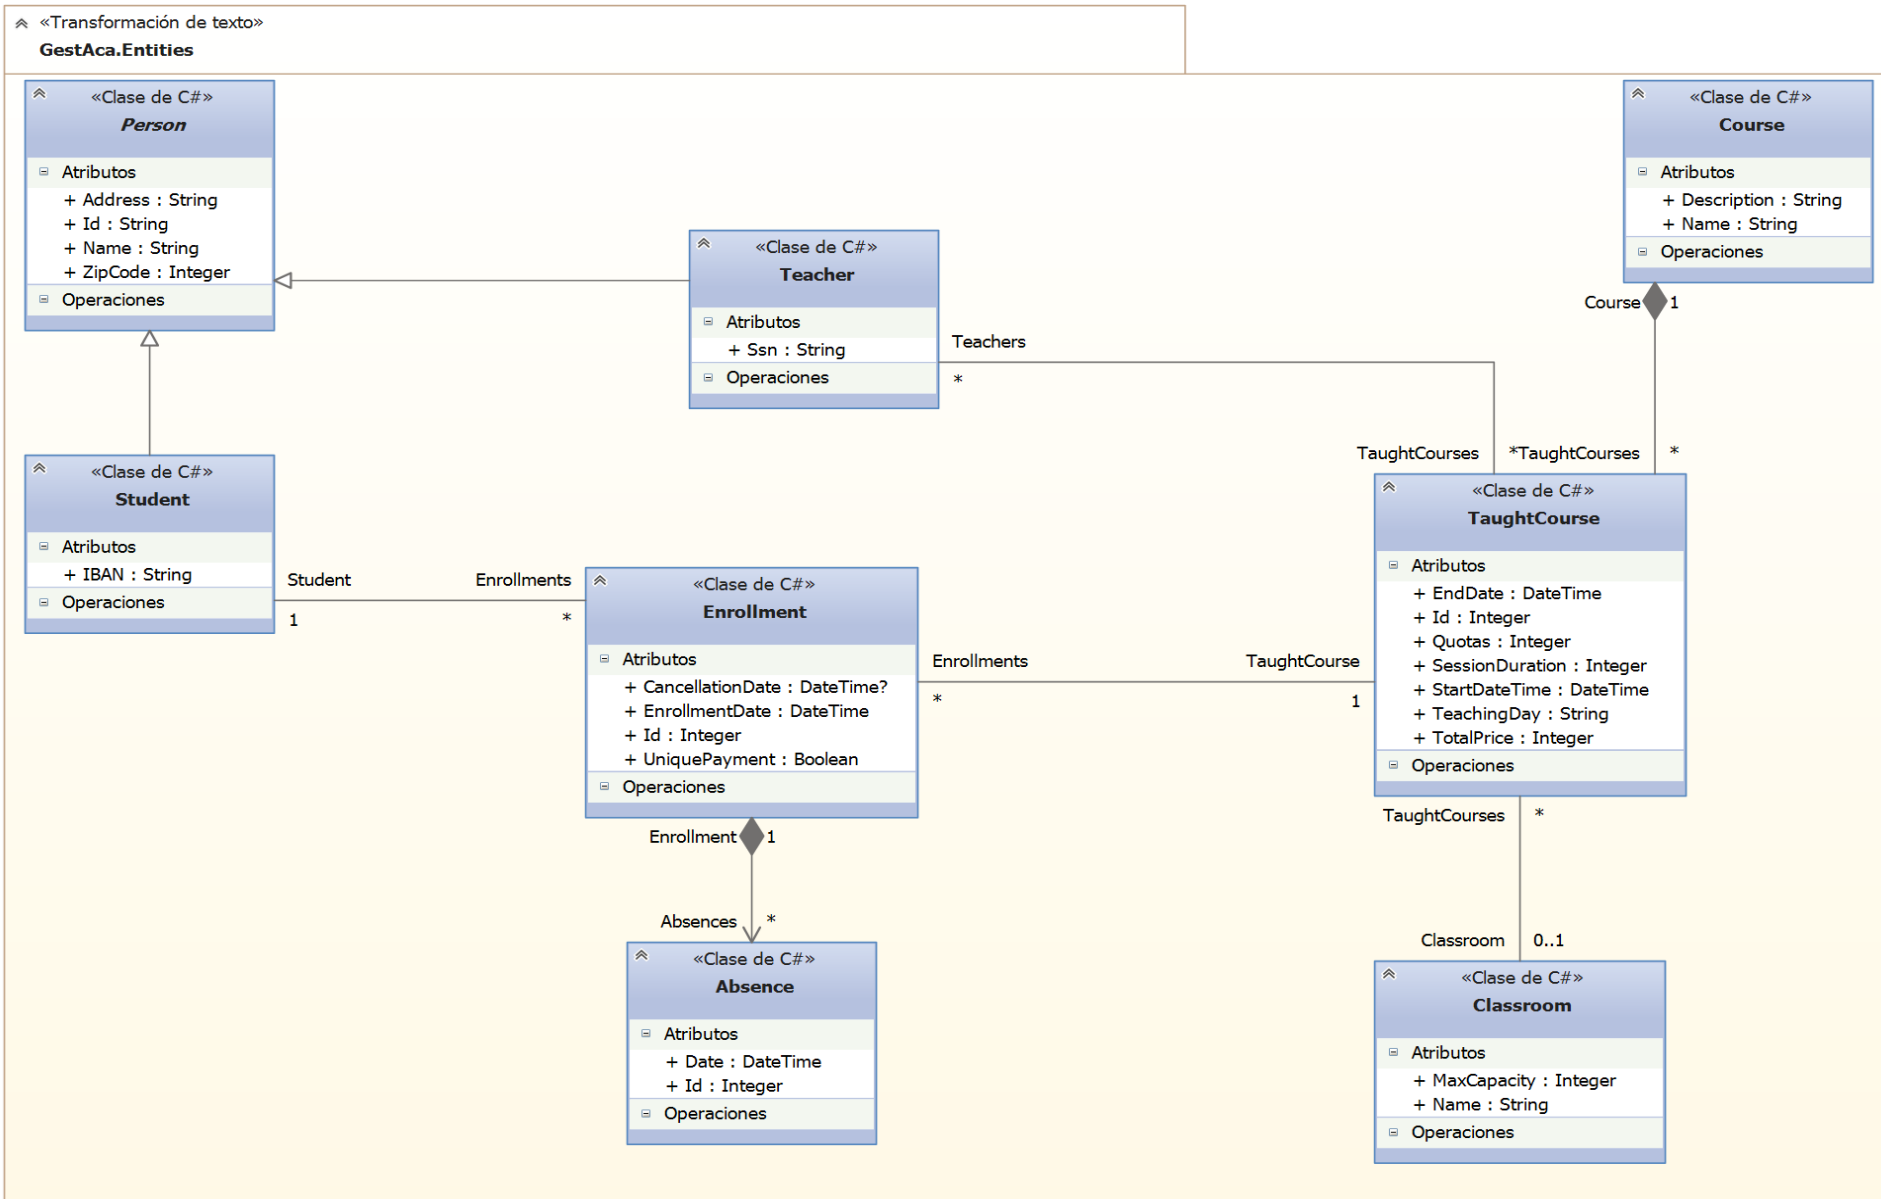 «Transformación de texto»
GestAca.Entities
«Clase de C#»
Person
Atributos
+ Address : String
+ Id : String
+ Name : String
+ ZipCode : Integer
Operaciones
«Clase de C#»
Course
Atributos
+ Description : String
+ Name : String
Operaciones
«Clase de C#»
Teacher
Atributos
+ Ssn : String
Operaciones
Course 1
Teachers
*
TaughtCourses *TaughtCourses *
«Clase de C#»
Student
Atributos
+ IBAN : String
Operaciones
Student Enrollments
1 *
«Clase de C#»
Enrollment
Atributos
+ CancellationDate : DateTime?
+ EnrollmentDate : DateTime
+ Id : Integer
+ UniquePayment : Boolean
Operaciones
Enrollments TaughtCourse
* 1
«Clase de C#»
TaughtCourse
Atributos
+ EndDate : DateTime
+ Id : Integer
+ Quotas : Integer
+ SessionDuration : Integer
+ StartDateTime : DateTime
+ TeachingDay : String
+ TotalPrice : Integer
Operaciones
Enrollment 1
Absences *
«Clase de C#»
Absence
Atributos
+ Date : DateTime
+ Id : Integer
Operaciones
TaughtCourses *
Classroom 0..1
«Clase de C#»
Classroom
Atributos
+ MaxCapacity : Integer
+ Name : String
Operaciones